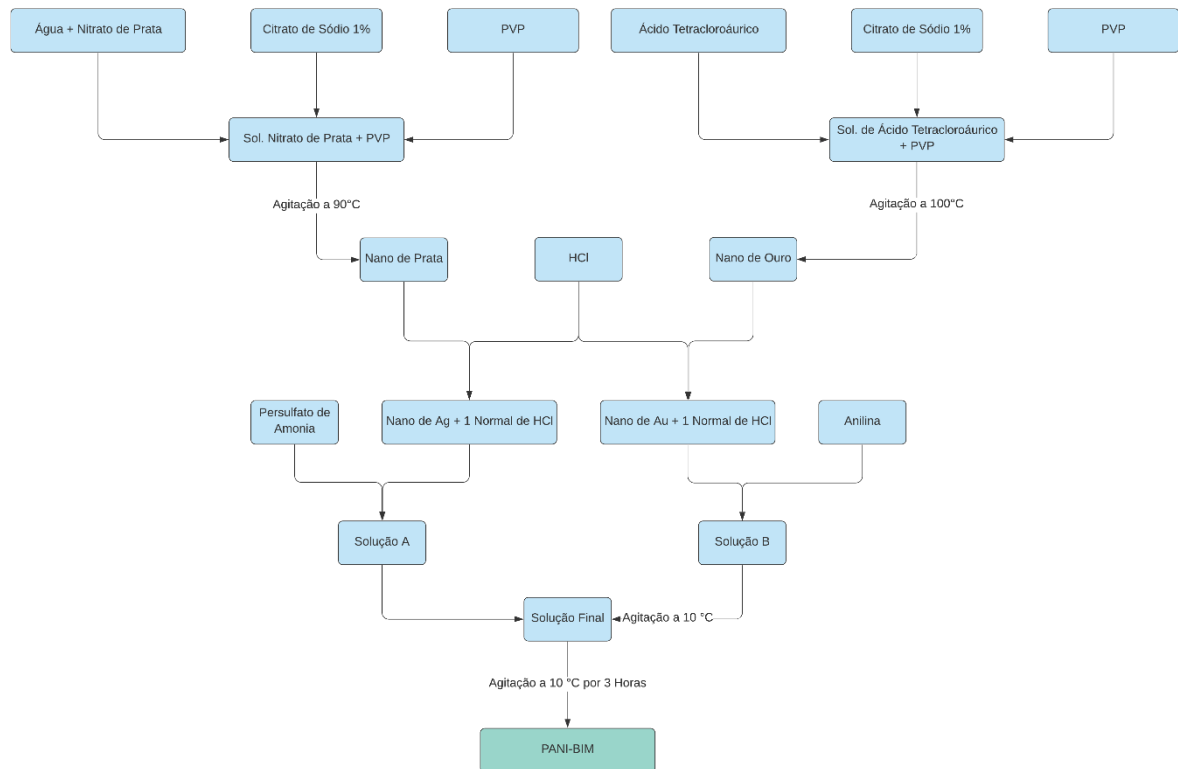 Água + Nitrato de Prata
Citrato de Sódio 1%
PVP
Ácido Tetracloroáurico
Citrato de Sódio 1%
PVP
Sol. Nitrato de Prata + PVP
Sol. de Ácido Tetracloroáurico
+ PVP
Agitação a 90°C
Agitação a 100°C
Nano de Prata
HCl
Nano de Ouro
Persulfato de
Amonia
Nano de Ag + 1 Normal de HCl
Nano de Au + 1 Normal de HCl
Anilina
Solução A
Solução B
Solução Final
Agitação a 10 °C
Agitação a 10 °C por 3 Horas
PANI-BIM